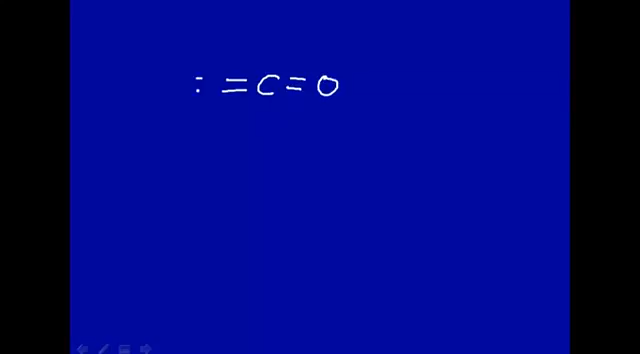 : = C = O